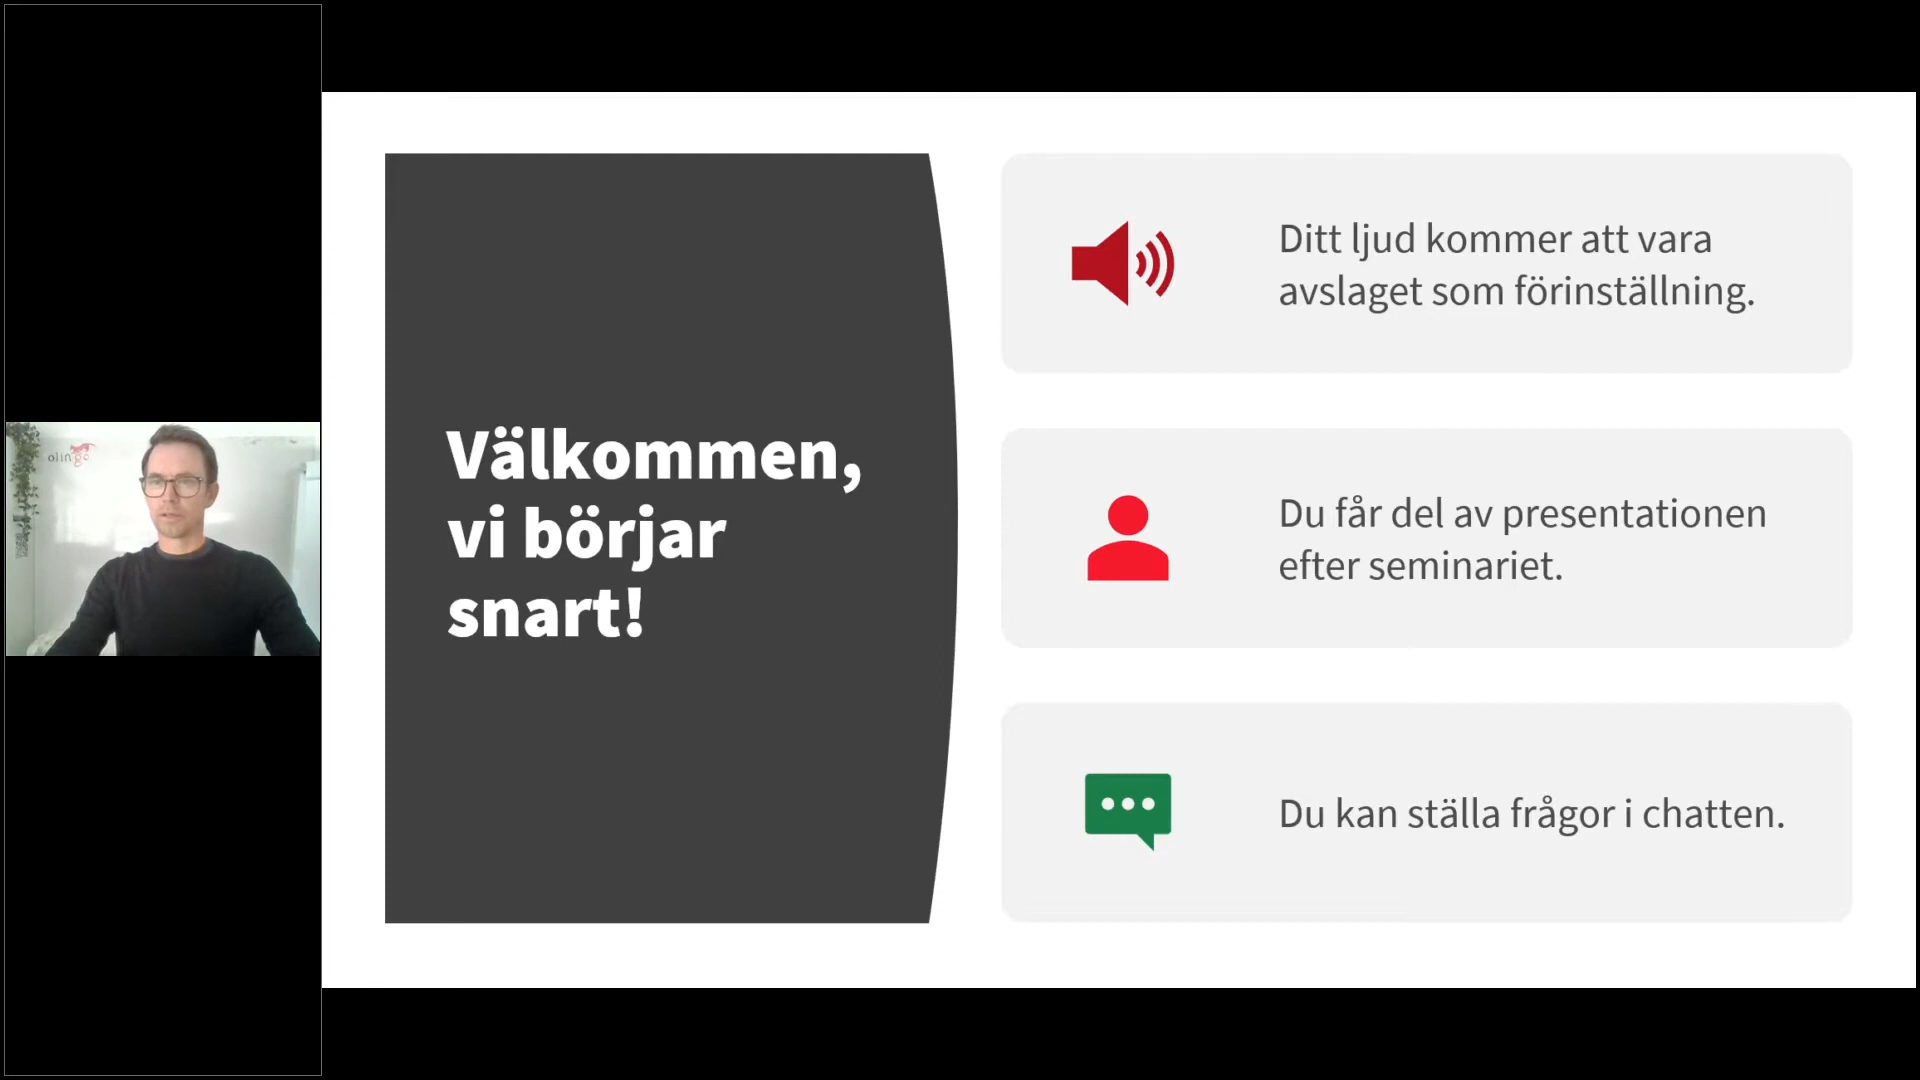 olingo
Välkommen,
vi börjar
snart!
Ditt ljud kommer att vara
avslaget som förinställning.
Du får del av presentationen
efter seminariet.
Du kan ställa frågor i chatten.